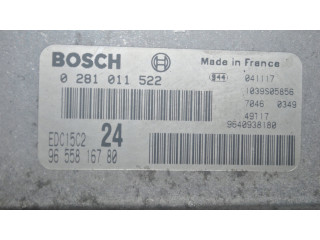 BOSCH
Made in France
0 281 011 522
041117
1039S05856
7046 0349
49117
9640938180
EDC15C2 24
96 558 167 80